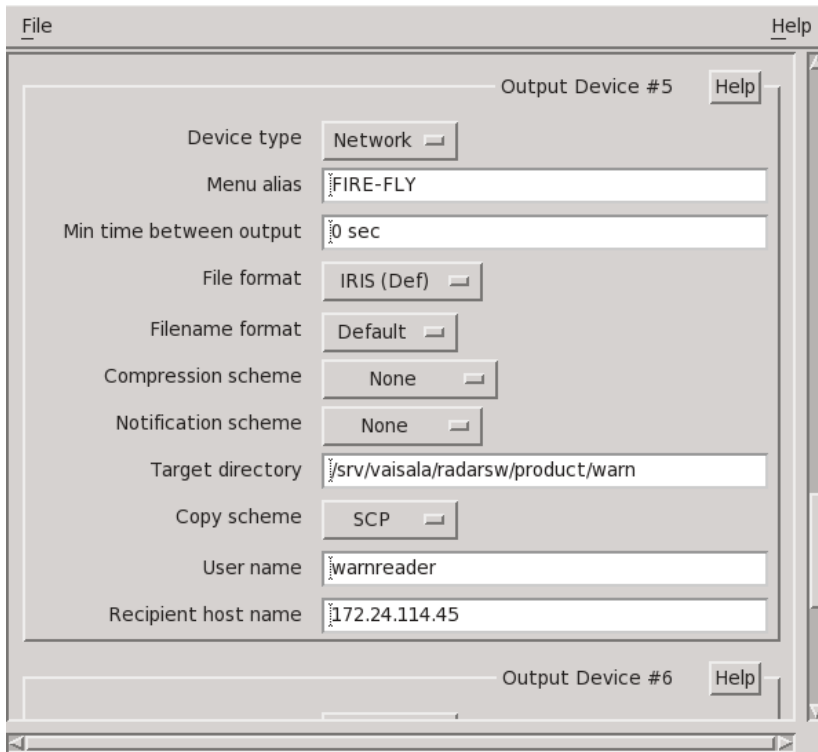 File Help
Output Device #5 Help
Device type Network
Menu alias FIRE-FLY
Min time between output 0 sec
File format IRIS (Def)
Filename format Default
Compression scheme None
Notification scheme None
Target directory /srv/vaisala/radarsw/product/warn
Copy scheme SCP
User name warnreader
Recipient host name 172.24.114.45
Output Device #6 Help